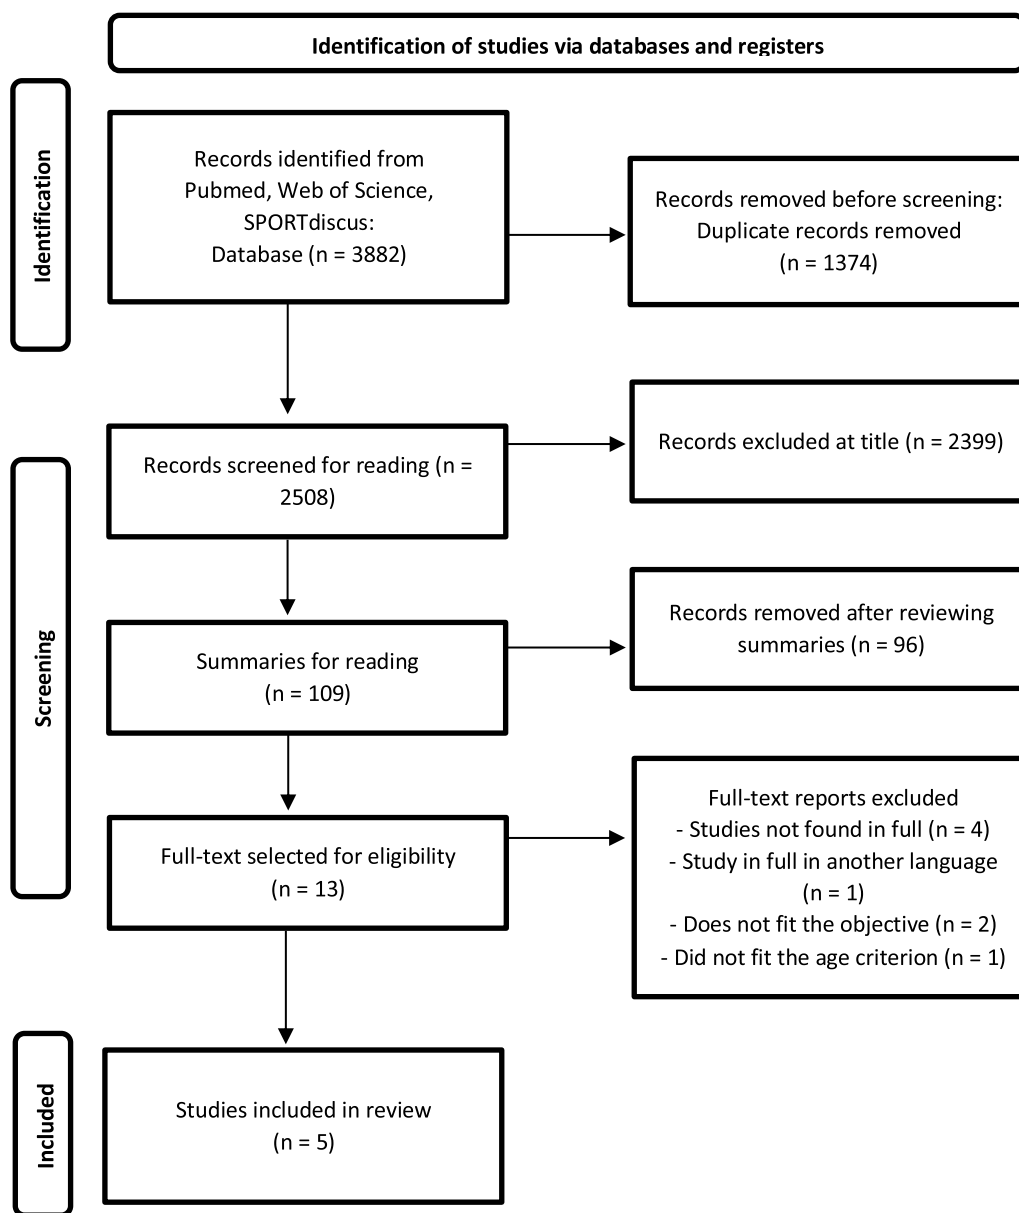 Identification of studies via databases and registers
Identification
Records identified from
Pubmed, Web of Science,
SPORTdiscus:
Database (n = 3882)
Records removed before screening:
Duplicate records removed
(n = 1374)
Screening
Records screened for reading (n =
2508)
Records excluded at title (n = 2399)
Summaries for reading
(n = 109)
Records removed after reviewing
summaries (n = 96)
Full-text selected for eligibility
(n = 13)
Full-text reports excluded
- Studies not found in full (n = 4)
- Study in full in another language
(n = 1)
- Does not fit the objective (n = 2)
- Did not fit the age criterion (n = 1)
Included
Studies included in review
(n = 5)